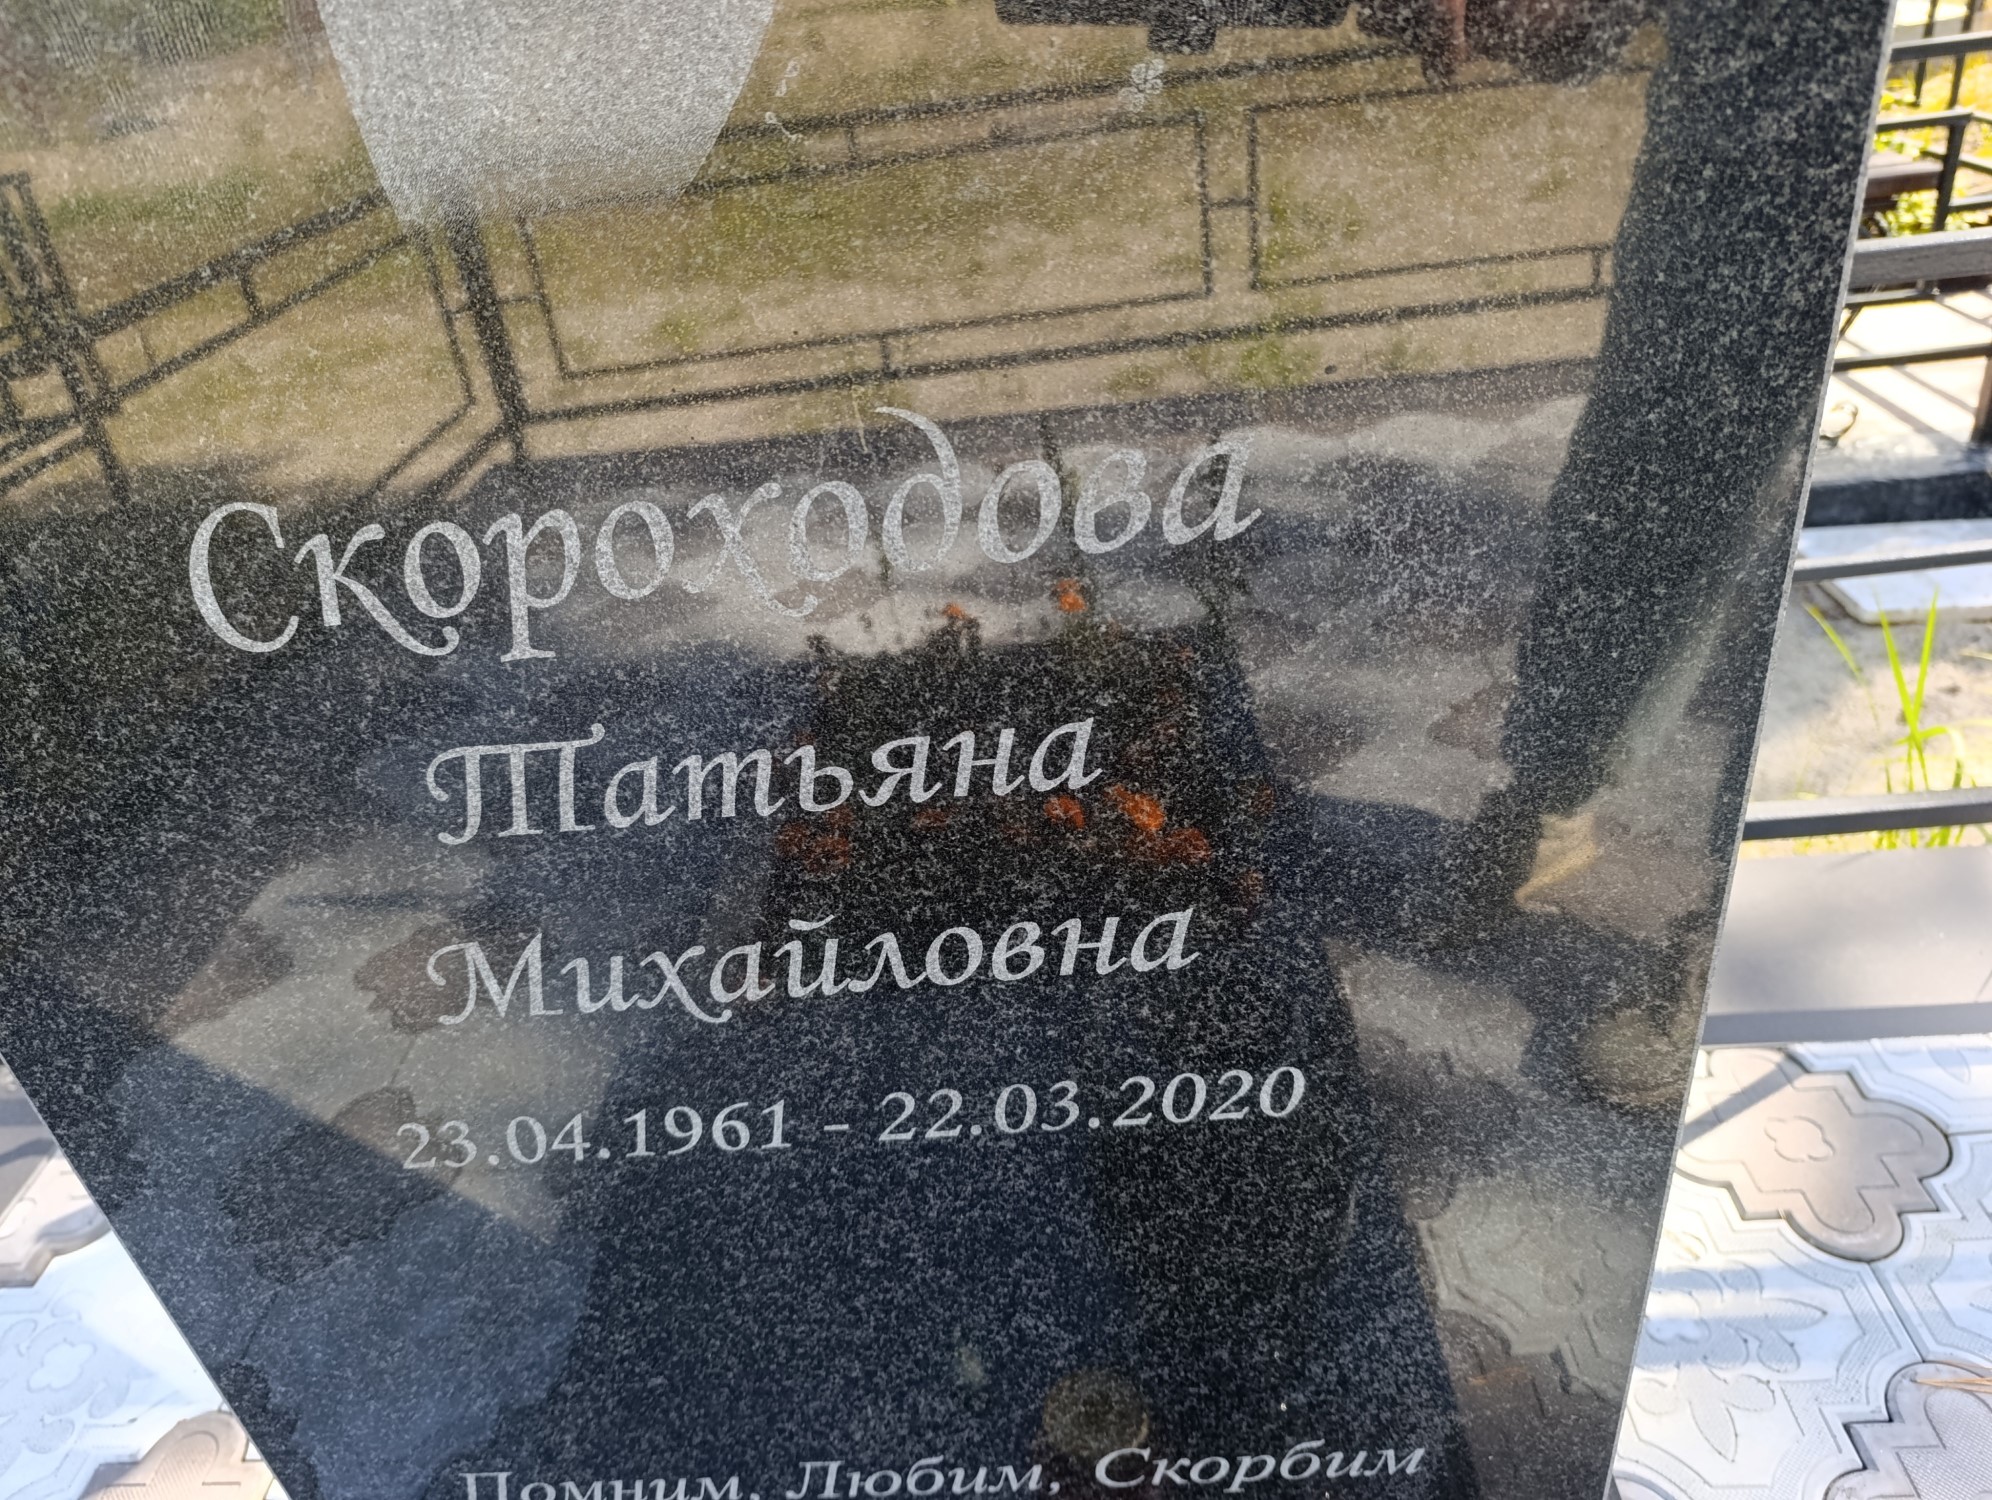 Скороходова
Татьяна
Михайловна
23.04.1961 - 22.03.2020
Помним, Любим, Скорбим